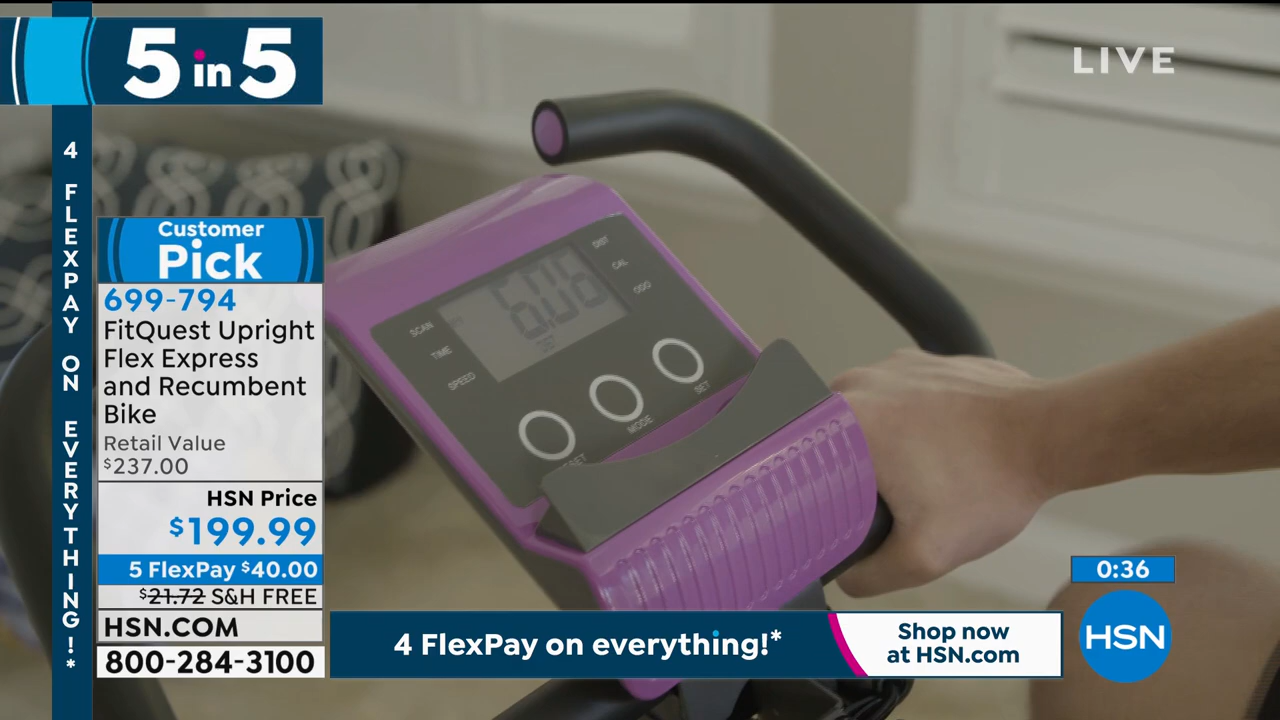 5 in 5
LIVE
4 FLEXPAY ON EVERYTHING!*
Customer
Pick
699-794
FitQuest Upright
Flex Express
and Recumbent
Bike
Retail Value
$237.00
HSN Price
$199.99
5 FlexPay $40.00
$21.72 S&H FREE
HSN.COM
800-284-3100
SCAN
TIME
SPEED
DIST
CAL
ODO
MODE
SET
4 FlexPay on everything!*
Shop now
at HSN.com
0:36
HSN